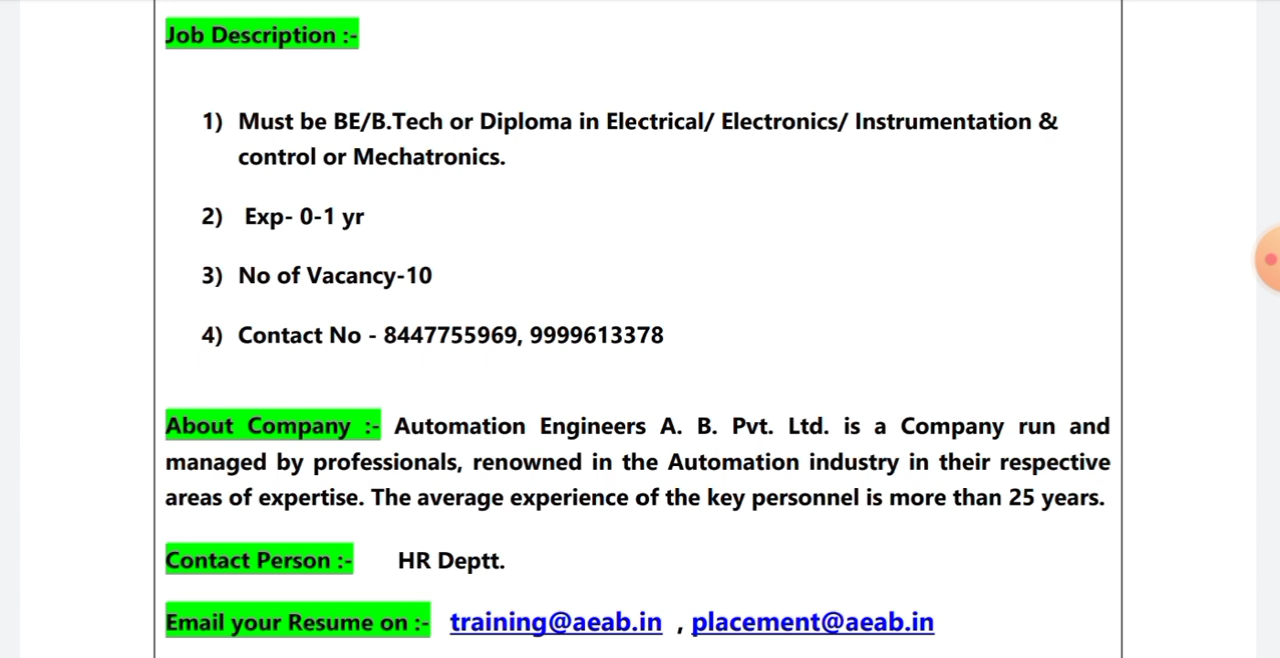 Job Description :-
1) Must be BE/B.Tech or Diploma in Electrical/ Electronics/ Instrumentation &
control or Mechatronics.
2) Exp- 0-1 yr
3) No of Vacancy-10
4) Contact No - 8447755969, 9999613378
About Company :- Automation Engineers A. B. Pvt. Ltd. is a Company run and
managed by professionals, renowned in the Automation industry in their respective
areas of expertise. The average experience of the key personnel is more than 25 years.
Contact Person :- HR Deptt.
Email your Resume on :- training@aeab.in , placement@aeab.in